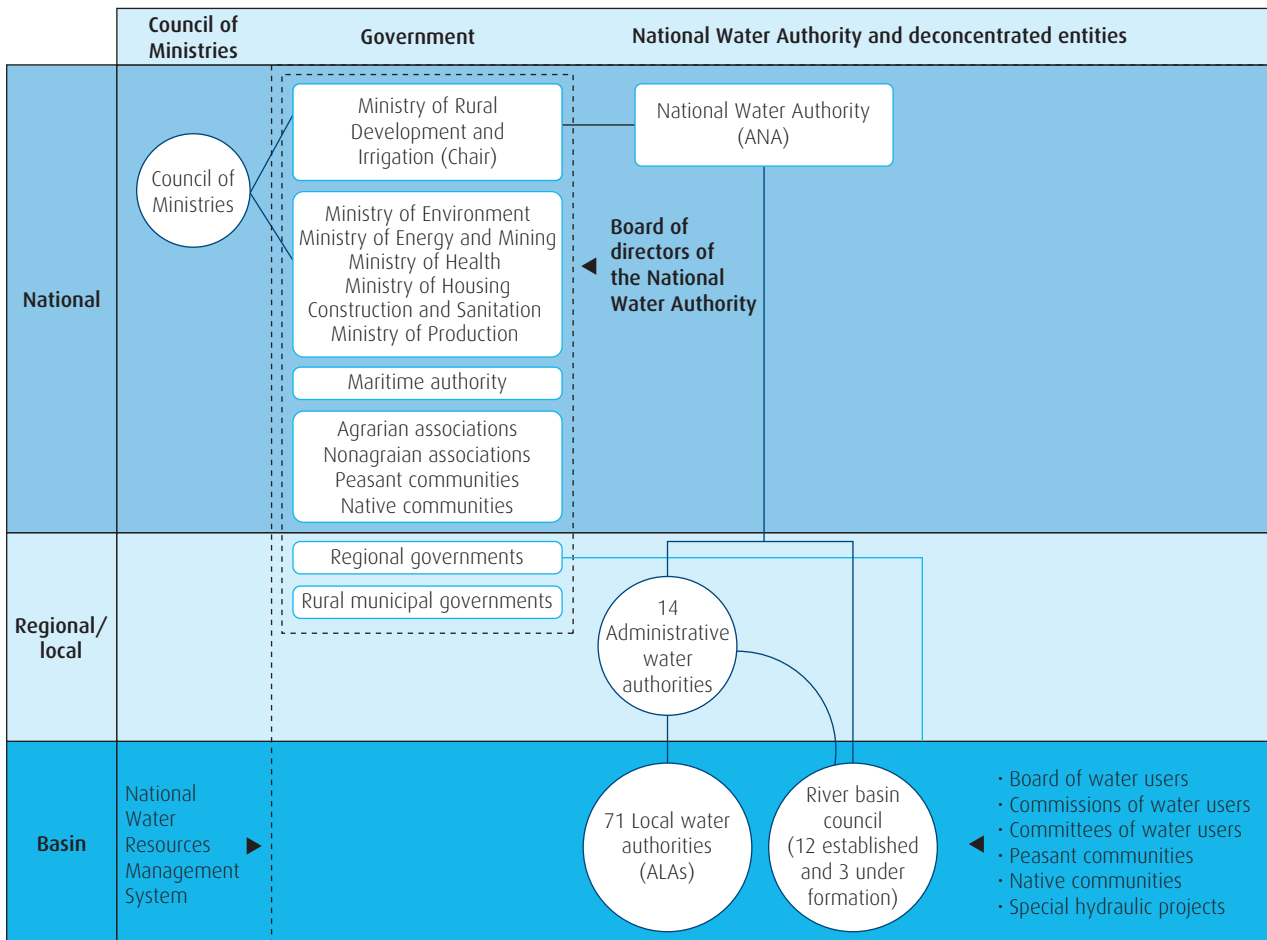 Council of
Ministries
Government
National Water Authority and deconcentrated entities
National
Council of
Ministries
Ministry of Rural
Development and
Irrigation (Chair)
National Water Authority
(ANA)
Ministry of Environment
Ministry of Energy and Mining
Ministry of Health
Ministry of Housing
Construction and Sanitation
Ministry of Production
Board of
directors of
the National
Water Authority
Maritime authority
Agrarian associations
Nonagraian associations
Peasant communities
Native communities
Regional/
local
Regional governments
Rural municipal governments
14
Administrative
water
authorities
Basin
National
Water
Resources
Management
System
71 Local water
authorities
(ALAs)
River basin
council
(12 established
and 3 under
formation)
· Board of water users
· Commissions of water users
· Committees of water users
· Peasant communities
· Native communities
· Special hydraulic projects